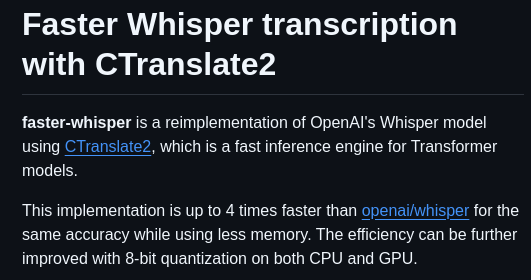 Faster Whisper transcription
with CTranslate2
faster-whisper is a reimplementation of OpenAI's Whisper model
using CTranslate2, which is a fast inference engine for Transformer
models.
This implementation is up to 4 times faster than openai/whisper for the
same accuracy while using less memory. The efficiency can be further
improved with 8-bit quantization on both CPU and GPU.